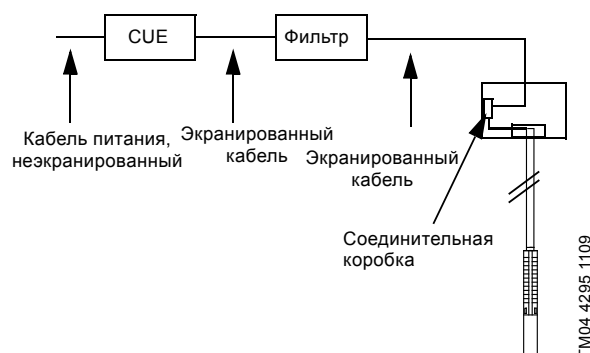 CUE
Фильтр
Кабель питания,
неэкранированный
Экранированный
кабель
Экранированный
кабель
Соединительная
коробка
TM04 4295 1109